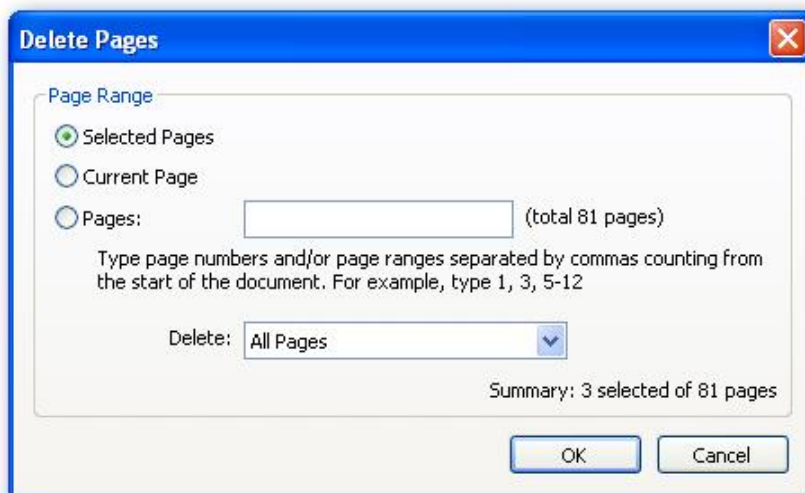 Delete Pages
Page Range
Selected Pages
Current Page
Pages: (total 81 pages)
Type page numbers and/or page ranges separated by commas counting from
the start of the document. For example, type 1, 3, 5-12
Delete: All Pages
Summary: 3 selected of 81 pages
OK Cancel